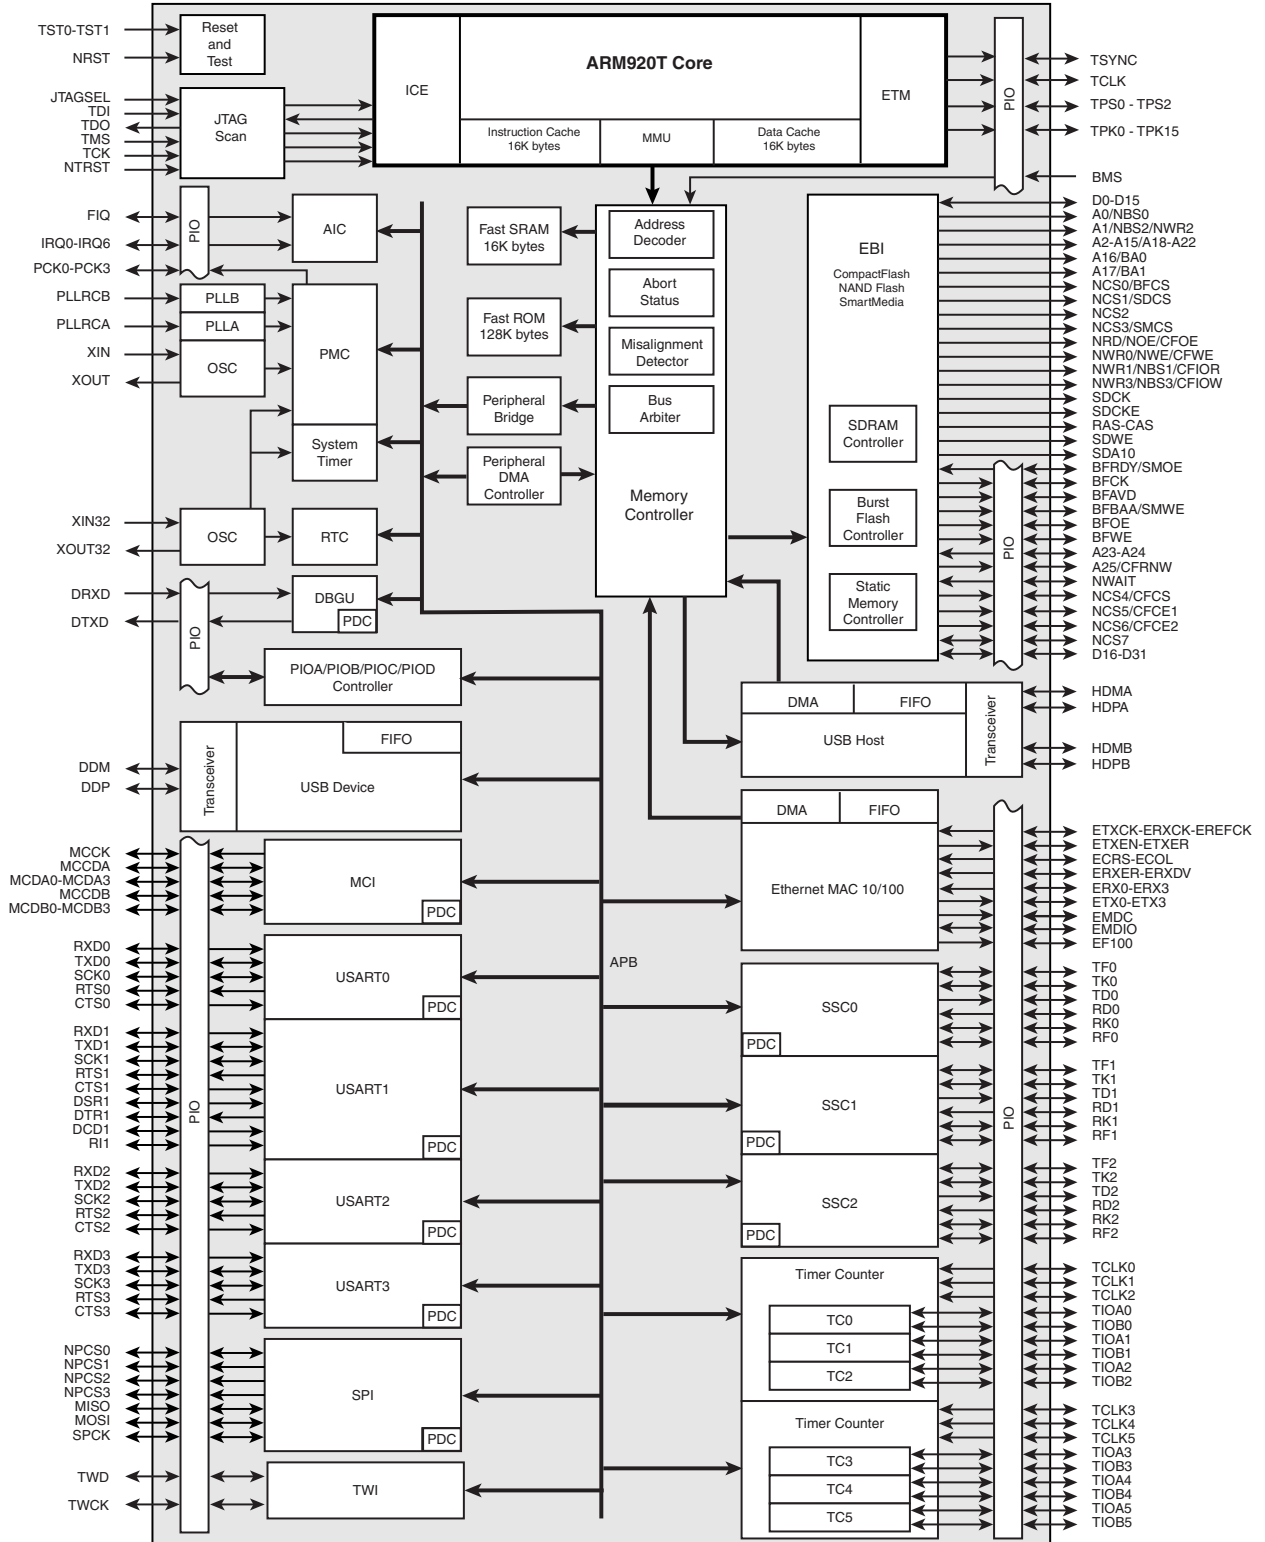 TST0-TST1
NRST
Reset
and
Test
JTAGSEL
TDI
TDO
TMS
TCK
NTRST
JTAG
Scan
ICE
ARM920T Core
Instruction Cache
16K bytes
MMU
Data Cache
16K bytes
ETM
PIO
TSYNC
TCLK
TPS0 - TPS2
TPK0 - TPK15
BMS
FIQ
IRQ0-IRQ6
PCK0-PCK3
PLLRCB
PLLRCA
XIN
XOUT
PIO
AIC
PLLB
PLLA
OSC
PMC
System
Timer
XIN32
XOUT32
OSC
RTC
DRXD
DTXD
PIO
DBGU
PDC
PIOA/PIOB/PIOC/PIOD
Controller
Fast SRAM
16K bytes
Fast ROM
128K bytes
Peripheral
Bridge
Peripheral
DMA
Controller
Address
Decoder
Abort
Status
Misalignment
Detector
Bus
Arbiter
Memory
Controller
EBI
CompactFlash
NAND Flash
SmartMedia
SDRAM
Controller
Burst
Flash
Controller
Static
Memory
Controller
PIO
D0-D15
A0/NBS0
A1/NBS2/NWR2
A2-A15/A18-A22
A16/BA0
A17/BA1
NCS0/BFCS
NCS1/SDCS
NCS2
NCS3/SMCS
NRD/NOE/CFOE
NWR0/NWE/CFWE
NWR1/NBS1/CFIOR
NWR3/NBS3/CFIOW
SDCK
SDCKE
RAS-CAS
SDWE
SDA10
BFRDY/SMOE
BFCK
BFAVD
BFBAA/SMWE
BFOE
BFWE
A23-A24
A25/CFRNW
NWAIT
NCS4/CFCS
NCS5/CFCE1
NCS6/CFCE2
NCS7
D16-D31
DMA
FIFO
USB Host
Transceiver
HDMA
HDPA
HDMB
HDPB
DDM
DDP
Transceiver
FIFO
USB Device
DMA
FIFO
Ethernet MAC 10/100
ETXCK-ERXCK-EREFCK
ETXEN-ETXER
ECRS-ECOL
ERXER-ERXDV
ERX0-ERX3
ETX0-ETX3
EMDC
EMDIO
EF100
MCCK
MCCDA
MCDA0-MCDA3
MCCDB
MCDB0-MCDB3
MCI
PDC
RXD0
TXD0
SCK0
RTS0
CTS0
USART0
PDC
RXD1
TXD1
SCK1
RTS1
CTS1
DSR1
DTR1
DCD1
RI1
PIO
USART1
PDC
RXD2
TXD2
SCK2
RTS2
CTS2
USART2
PDC
RXD3
TXD3
SCK3
RTS3
CTS3
USART3
PDC
NPCS0
NPCS1
NPCS2
NPCS3
MISO
MOSI
SPCK
SPI
PDC
TWD
TWCK
TWI
APB
SSC0
PDC
TF0
TK0
TD0
RD0
RK0
RF0
SSC1
PDC
PIO
TF1
TK1
TD1
RD1
RK1
RF1
SSC2
PDC
TF2
TK2
TD2
RD2
RK2
RF2
Timer Counter
TC0
TC1
TC2
TCLK0
TCLK1
TCLK2
TIOA0
TIOB0
TIOA1
TIOB1
TIOA2
TIOB2
Timer Counter
TC3
TC4
TC5
TCLK3
TCLK4
TCLK5
TIOA3
TIOB3
TIOA4
TIOB4
TIOA5
TIOB5